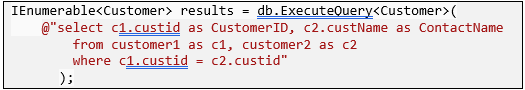 IEnumerable<Customer> results = db.ExecuteQuery<Customer>(
@"select c1.custid as CustomerID, c2.custName as ContactName
from customer1 as c1, customer2 as c2
where c1.custid = c2.custid"
);